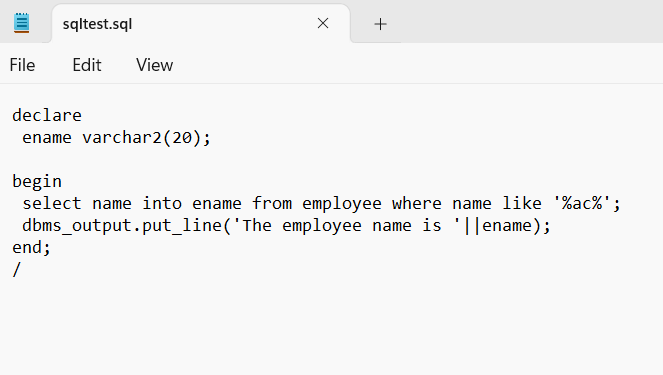 sqltest.sql
File Edit View
declare
 ename varchar2(20);

begin
 select name into ename from employee where name like '%ac%';
 dbms_output.put_line('The employee name is '||ename);
end;
/